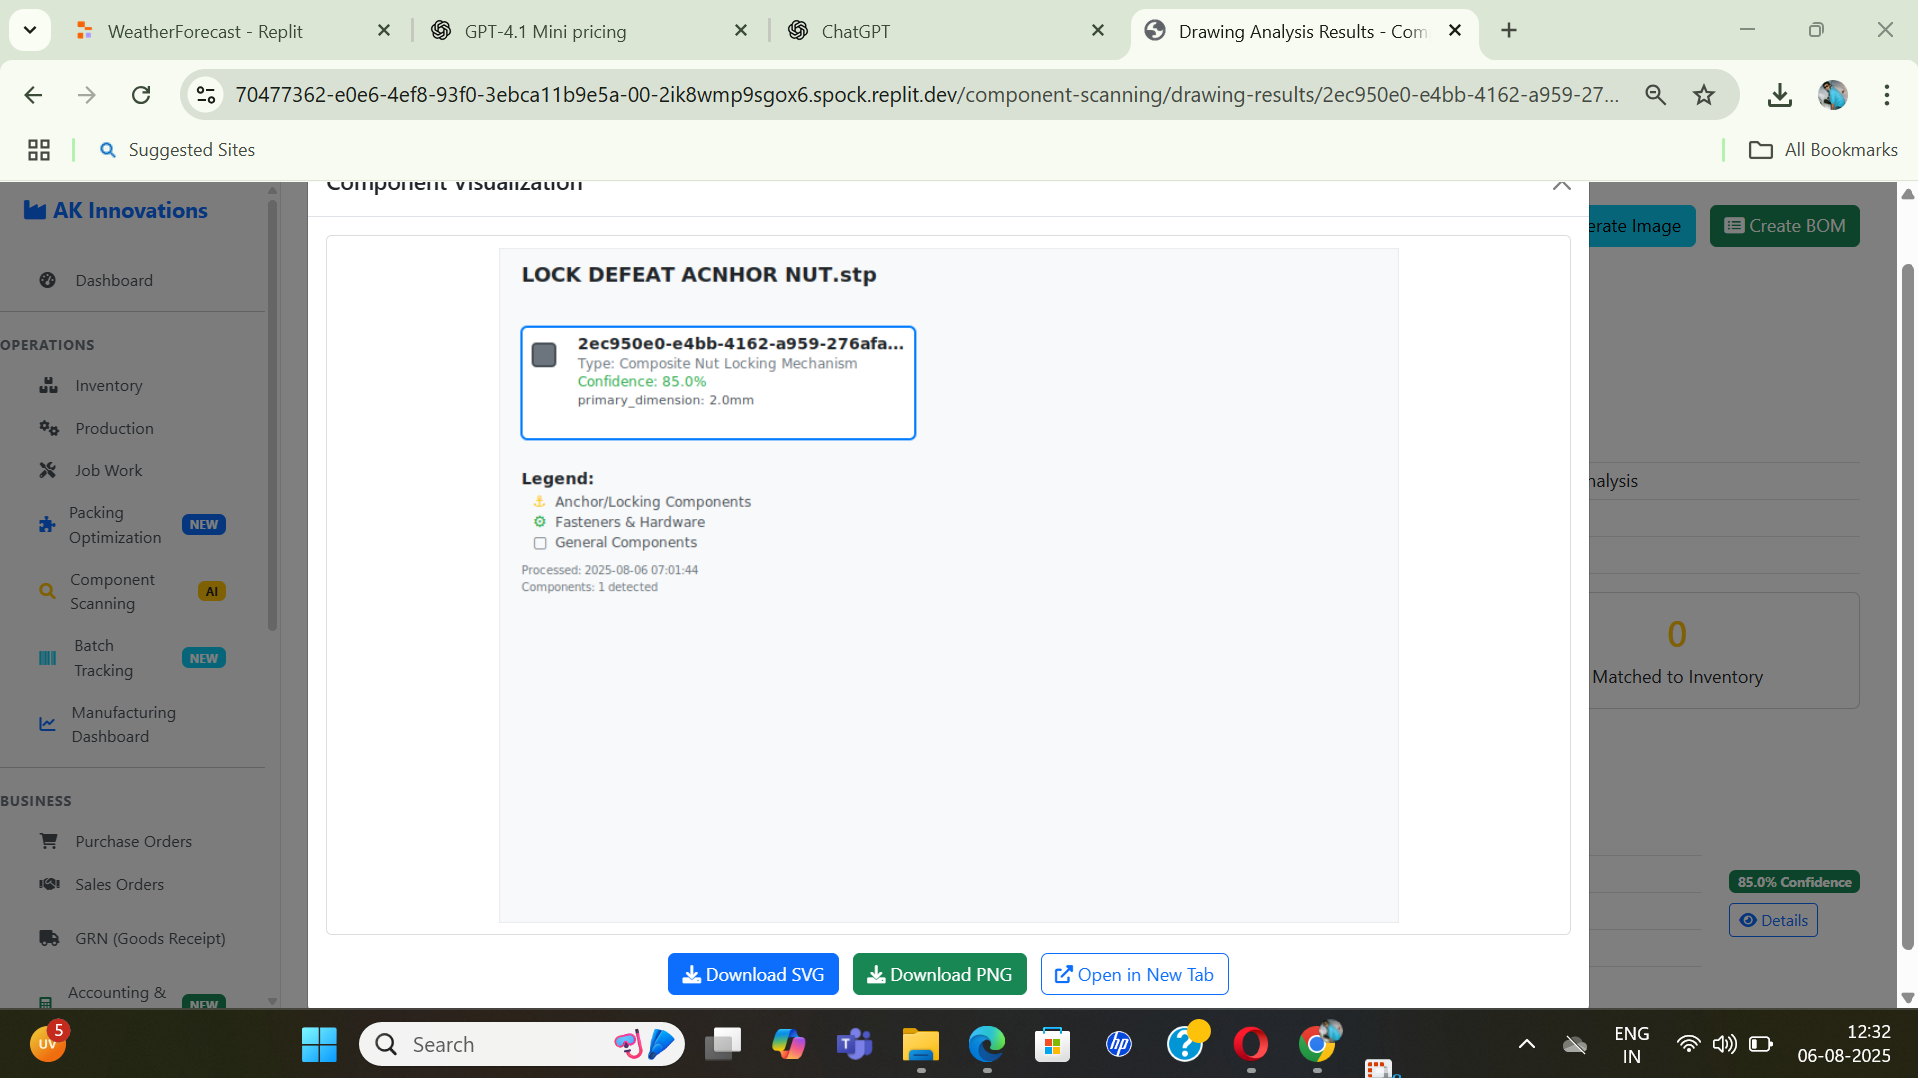 WeatherForecast - Replit
GPT-4.1 Mini pricing
ChatGPT
Drawing Analysis Results - Com
70477362-e0e6-4ef8-93f0-3ebca11b9e5a-00-2ik8wmp9sgox6.spock.replit.dev/component-scanning/drawing-results/2ec950e0-e4bb-4162-a959-27...
Suggested Sites
All Bookmarks
AK Innovations
Dashboard
OPERATIONS
Inventory
Production
Job Work
Packing
Optimization
NEW
Component
Scanning
AI
Batch
Tracking
NEW
Manufacturing
Dashboard
BUSINESS
Purchase Orders
Sales Orders
GRN (Goods Receipt)
Accounting &
NEW
Component Visualization
LOCK DEFEAT ACNHOR NUT.stp
2ec950e0-e4bb-4162-a959-276afa...
Type: Composite Nut Locking Mechanism
Confidence: 85.0%
primary_dimension: 2.0mm
Legend:
Anchor/Locking Components
Fasteners & Hardware
General Components
Processed: 2025-08-06 07:01:44
Components: 1 detected
Download SVG
Download PNG
Open in New Tab
erate Image
Create BOM
nalysis
0
Matched to Inventory
85.0% Confidence
Details
UV
5
Search
hp
ENG
IN
12:32
06-08-2025